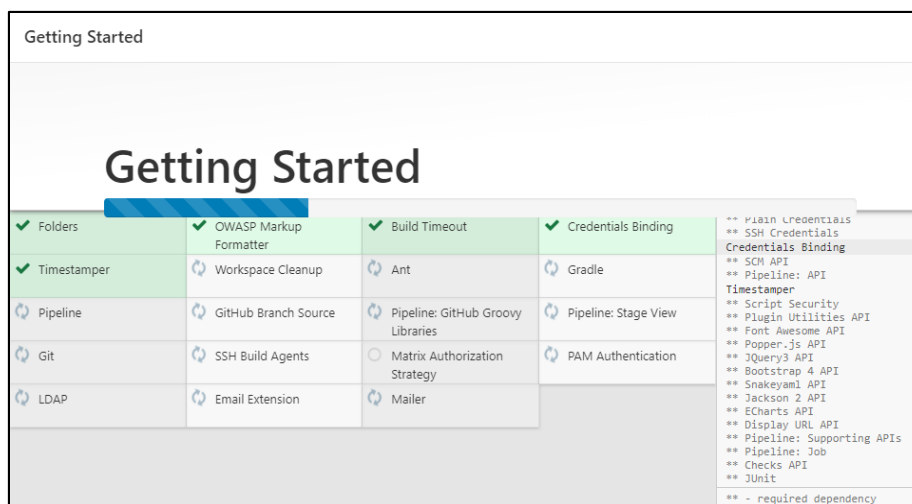 Getting Started
Getting Started
Folders
OWASP Markup
Formatter
Build Timeout
Credentials Binding
Timestamper
Workspace Cleanup
Ant
Gradle
Pipeline
GitHub Branch Source
Pipeline: GitHub Groovy
Libraries
Pipeline: Stage View
Git
SSH Build Agents
Matrix Authorization
Strategy
PAM Authentication
LDAP
Email Extension
Mailer
** Plain Credentials
** SSH Credentials
Credentials Binding
** SCM API
** Pipeline: API
Timestamper
** Script Security
** Plugin Utilities API
** Font Awesome API
** Popper.js API
** JQuery3 API
** Bootstrap 4 API
** Snakeyaml API
** Jackson 2 API
** ECharts API
** Display URL API
** Pipeline: Supporting APIs
** Pipeline: Job
** Checks API
** JUnit
** - required dependency